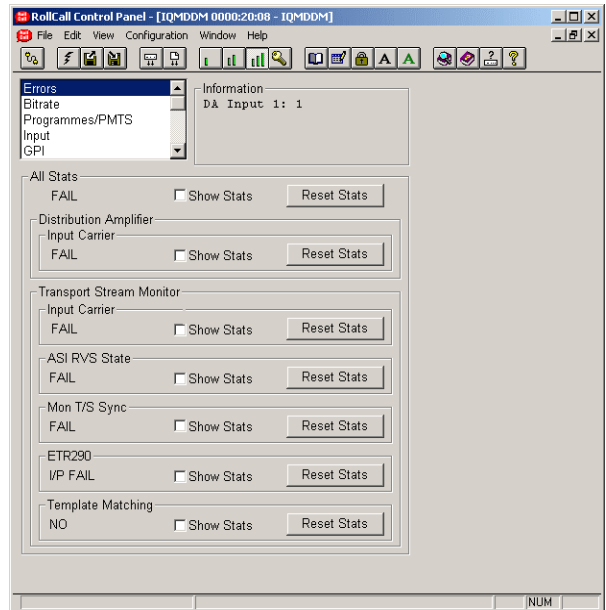 RollCall Control Panel - [IQMDDM 0000:20:08 - IQMDDM]
File Edit View Configuration Window Help
A A ?
Errors
Bitrate
Programmes/PMTS
Input
GPI
Information
DA Input 1: 1
All Stats
FAIL Show Stats Reset Stats
Distribution Amplifier
Input Carrier
FAIL Show Stats Reset Stats
Transport Stream Monitor
Input Carrier
FAIL Show Stats Reset Stats
ASI RVS State
FAIL Show Stats Reset Stats
Mon T/S Sync
FAIL Show Stats Reset Stats
ETR290
I/P FAIL Show Stats Reset Stats
Template Matching
NO Show Stats Reset Stats
NUM